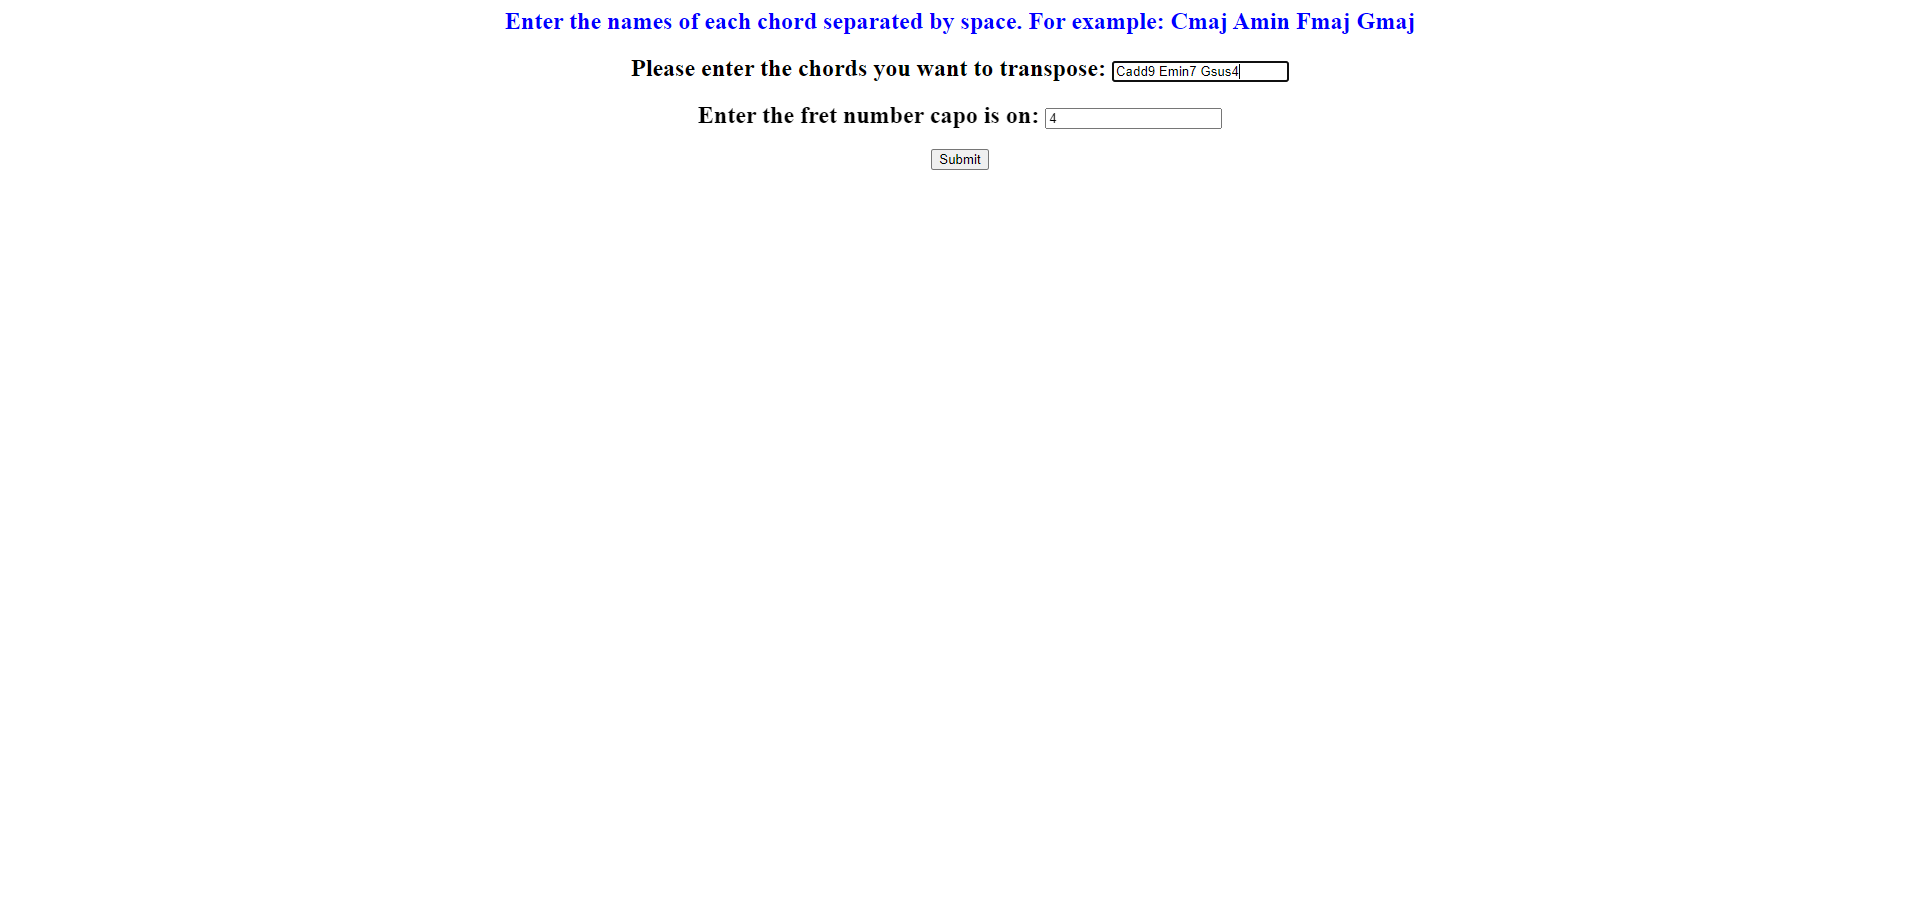 Enter the names of each chord separated by space. For example: Cmaj Amin Fmaj Gmaj
Please enter the chords you want to transpose: Cadd9 Emin7 Gsus4
Enter the fret number capo is on: 4
Submit